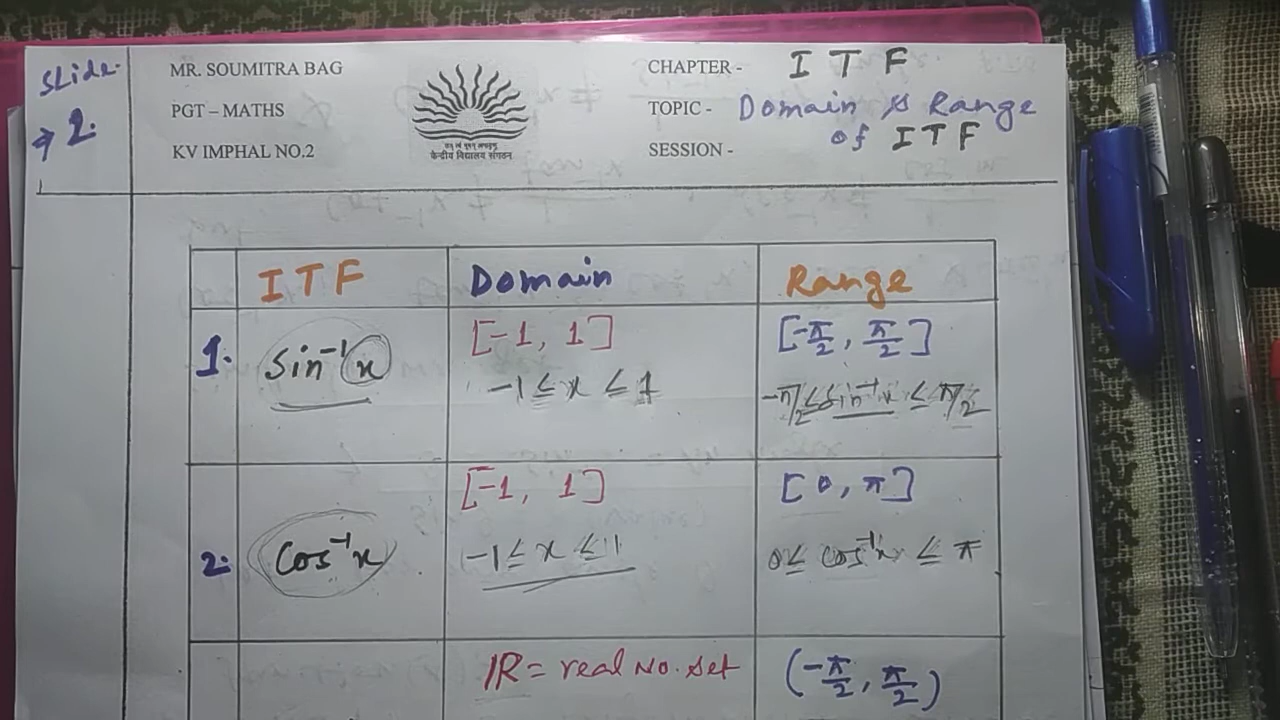 Slide-
→ 2.
MR. SOUMITRA BAG
PGT – MATHS
KV IMPHAL NO.2
केन्द्रीय विद्यालय संगठन
CHAPTER - ITF
TOPIC - Domain & Range
of ITF
SESSION -
ITF Domain Range
1. sin⁻¹x [-1, 1] [-π/2, π/2]
-1 ≤ x ≤ 1 -π/2 ≤ sin⁻¹x ≤ π/2
2. Cos⁻¹x [-1, 1] [0, π]
-1 ≤ x ≤ 1 0 ≤ cos⁻¹x ≤ π
IR = real No. set (-π/2, π/2)